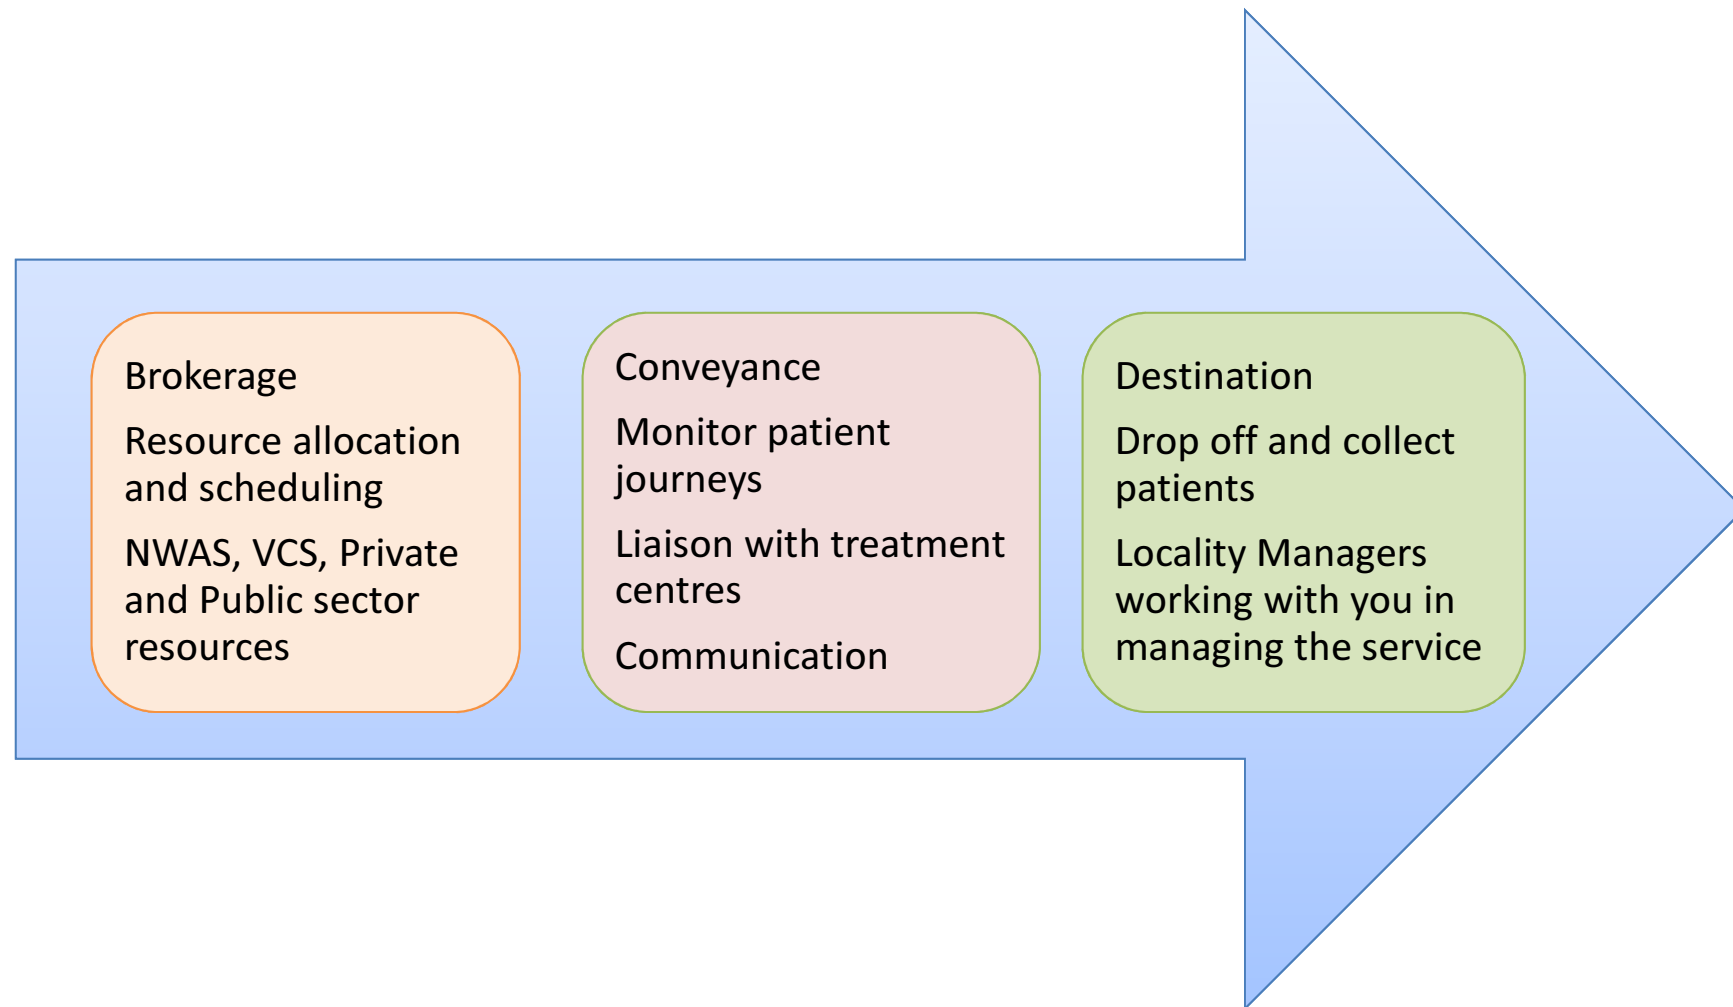 Brokerage
Resource allocation
and scheduling
NWAS, VCS, Private
and Public sector
resources
Conveyance
Monitor patient
journeys
Liaison with treatment
centres
Communication
Destination
Drop off and collect
patients
Locality Managers
working with you in
managing the service